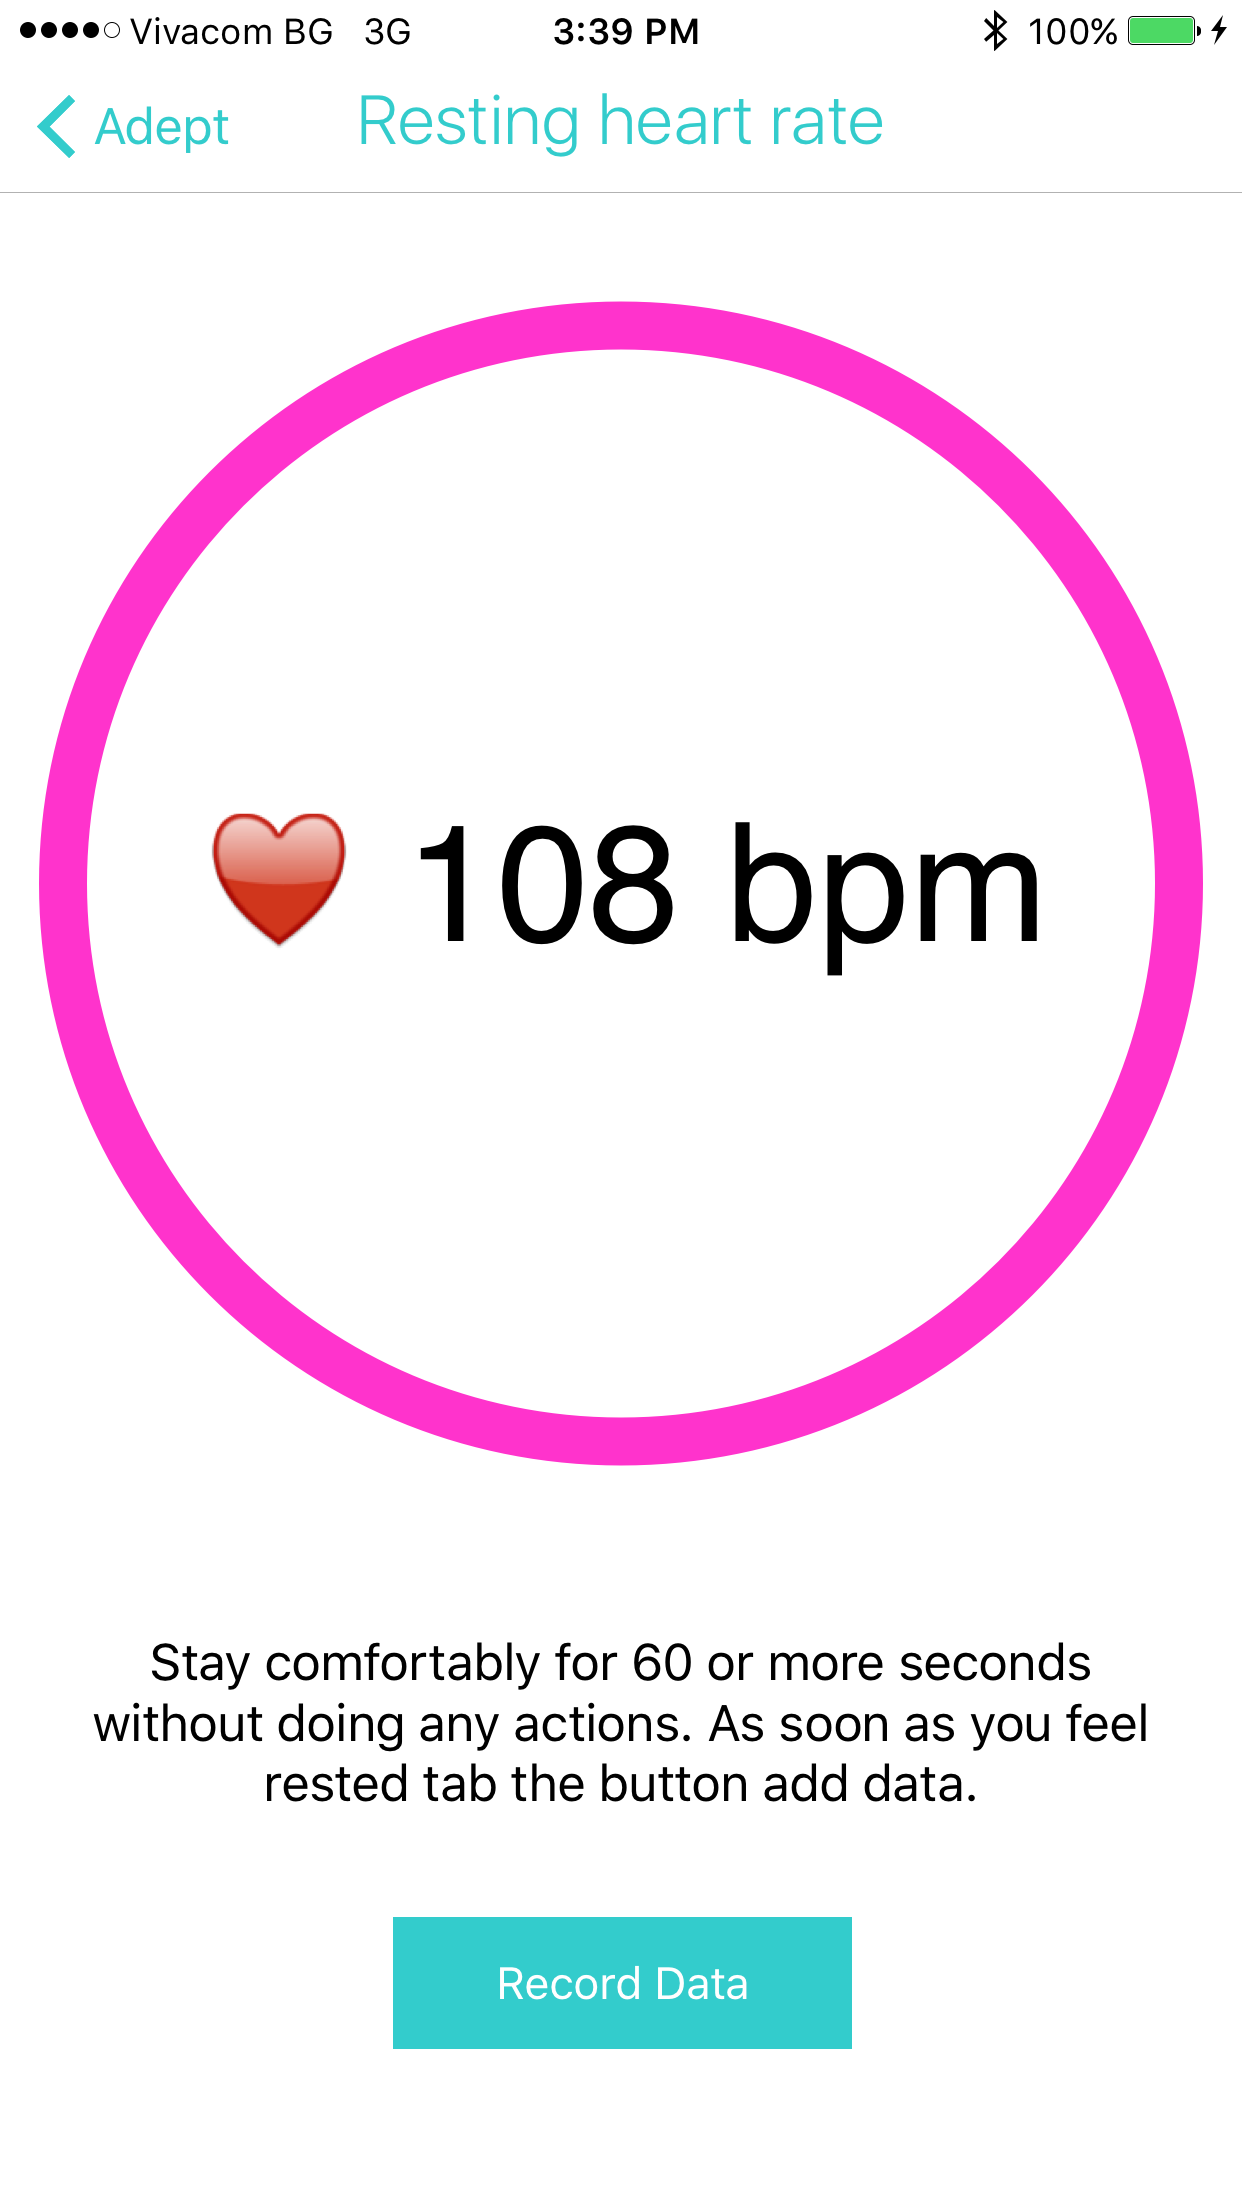 Vivacom BG 3G 3:39 PM 100%
Adept Resting heart rate
108 bpm
Stay comfortably for 60 or more seconds
without doing any actions. As soon as you feel
rested tab the button add data.
Record Data